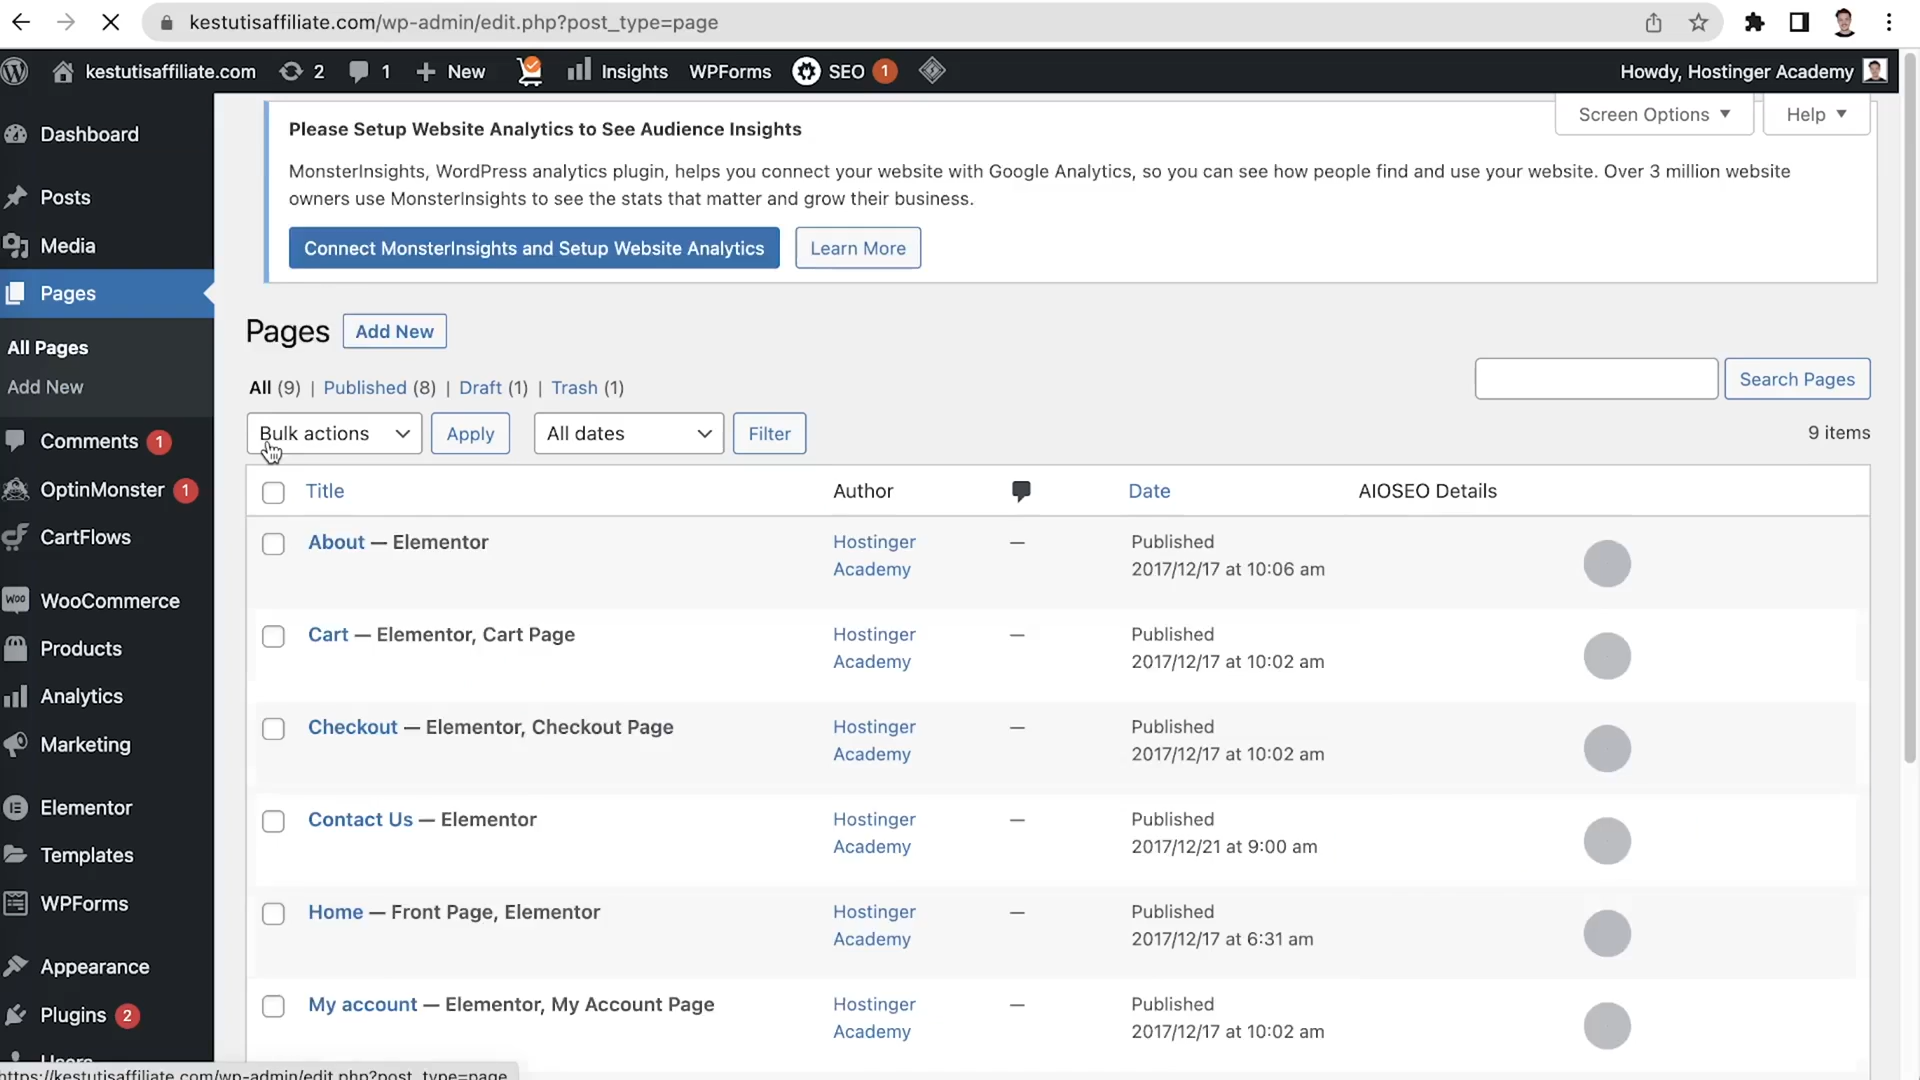 kestutisaffiliate.com/wp-admin/edit.php?post_type=page
kestutisaffiliate.com 2 1 New Insights WPForms SEO 1 Howdy, Hostinger Academy
Screen Options Help
Please Setup Website Analytics to See Audience Insights
MonsterInsights, WordPress analytics plugin, helps you connect your website with Google Analytics, so you can see how people find and use your website. Over 3 million website
owners use MonsterInsights to see the stats that matter and grow their business.
Connect MonsterInsights and Setup Website Analytics Learn More
Dashboard
Posts
Media
Pages
All Pages
Add New
Comments 1
OptinMonster 1
CartFlows
Woo WooCommerce
Products
Analytics
Marketing
Elementor
Templates
WPForms
Appearance
Plugins 2
Users
Pages Add New
All (9) | Published (8) | Draft (1) | Trash (1)
Search Pages
Bulk actions Apply All dates Filter 9 items
Title Author Date AIOSEO Details
About — Elementor Hostinger Academy — Published 2017/12/17 at 10:06 am
Cart — Elementor, Cart Page Hostinger Academy — Published 2017/12/17 at 10:02 am
Checkout — Elementor, Checkout Page Hostinger Academy — Published 2017/12/17 at 10:02 am
Contact Us — Elementor Hostinger Academy — Published 2017/12/21 at 9:00 am
Home — Front Page, Elementor Hostinger Academy — Published 2017/12/17 at 6:31 am
My account — Elementor, My Account Page Hostinger Academy — Published 2017/12/17 at 10:02 am
https://kestutisaffiliate.com/wp-admin/edit.php?post_type=page